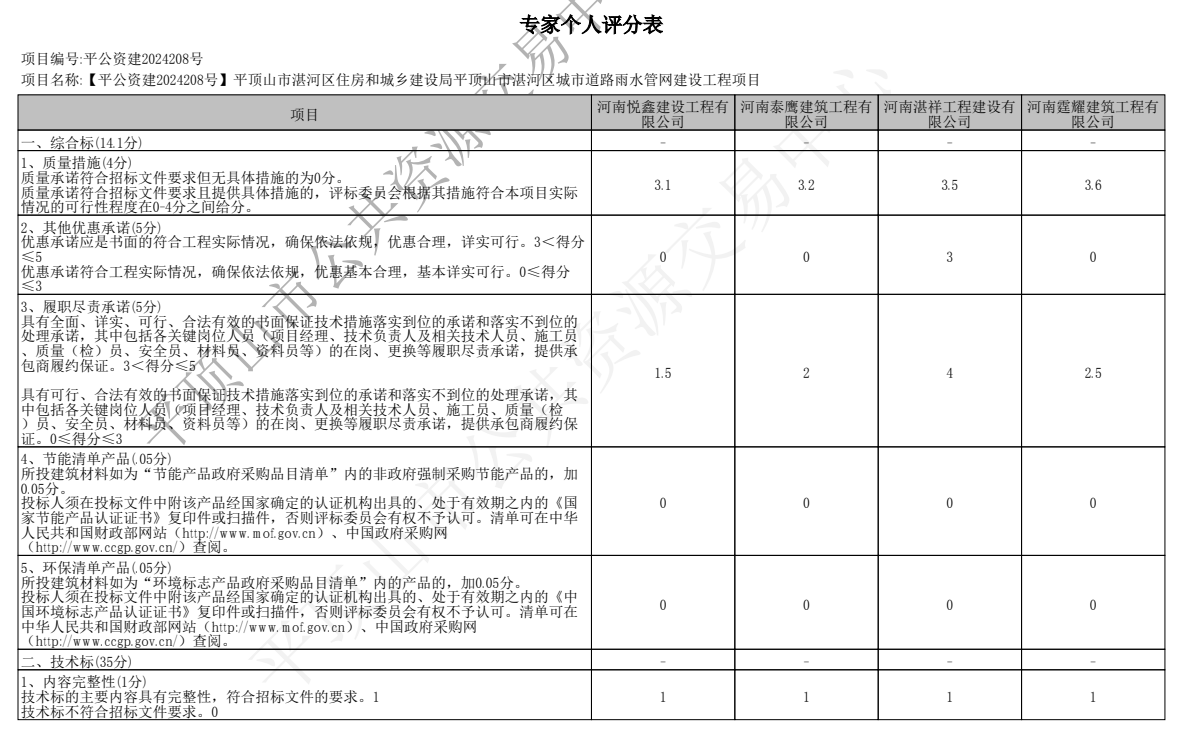 专家个人评分表
项目编号:平公资建2024208号
项目名称:【平公资建2024208号】平顶山市湛河区住房和城乡建设局平顶山市湛河区城市道路雨水管网建设工程项目
项目
河南悦鑫建设工程有
限公司
河南泰鹰建筑工程有
限公司
河南湛祥工程建设有
限公司
河南霆耀建筑工程有
限公司
一、综合标(14.1分)
-
-
-
-
1、质量措施(4分)
质量承诺符合招标文件要求但无具体措施的为0分。
质量承诺符合招标文件要求且提供具体措施的，评标委员会根据其措施符合本项目实际
情况的可行性程度在0-4分之间给分。
3.1
3.2
3.5
3.6
2、其他优惠承诺(5分)
优惠承诺应是书面的符合工程实际情况，确保依法依规，优惠合理，详实可行。3＜得分
≤5
优惠承诺符合工程实际情况，确保依法依规，优惠基本合理，基本详实可行。0≤得分
≤3
0
0
3
0
3、履职尽责承诺(5分)
具有全面、详实、可行、合法有效的书面保证技术措施落实到位的承诺和落实不到位的
处理承诺，其中包括各关键岗位人员（项目经理、技术负责人及相关技术人员、施工员
、质量（检）员、安全员、材料员、资料员等）的在岗、更换等履职尽责承诺，提供承
包商履约保证。3＜得分≤5
具有可行、合法有效的书面保证技术措施落实到位的承诺和落实不到位的处理承诺，其
中包括各关键岗位人员（项目经理、技术负责人及相关技术人员、施工员、质量（检
）员、安全员、材料员、资料员等）的在岗、更换等履职尽责承诺，提供承包商履约保
证。0≤得分≤3
1.5
2
4
2.5
4、节能清单产品(.05分)
所投建筑材料如为“节能产品政府采购品目清单”内的非政府强制采购节能产品的，加
0.05分。
投标人须在投标文件中附该产品经国家确定的认证机构出具的、处于有效期之内的《国
家节能产品认证证书》复印件或扫描件，否则评标委员会有权不予认可。清单可在中华
人民共和国财政部网站（http://www.mof.gov.cn）、中国政府采购网
（http://www.ccgp.gov.cn/）查阅。
0
0
0
0
5、环保清单产品(.05分)
所投建筑材料如为“环境标志产品政府采购品目清单”内的产品的，加0.05分。
投标人须在投标文件中附该产品经国家确定的认证机构出具的、处于有效期之内的《中
国环境标志产品认证证书》复印件或扫描件，否则评标委员会有权不予认可。清单可在
中华人民共和国财政部网站（http://www.mof.gov.cn）、中国政府采购网
（http://www.ccgp.gov.cn/）查阅。
0
0
0
0
二、技术标(35分)
-
-
-
-
1、内容完整性(1分)
技术标的主要内容具有完整性，符合招标文件的要求。1
技术标不符合招标文件要求。0
1
1
1
1
平顶山市公共资源交易中
平顶山市公共资源交易中心